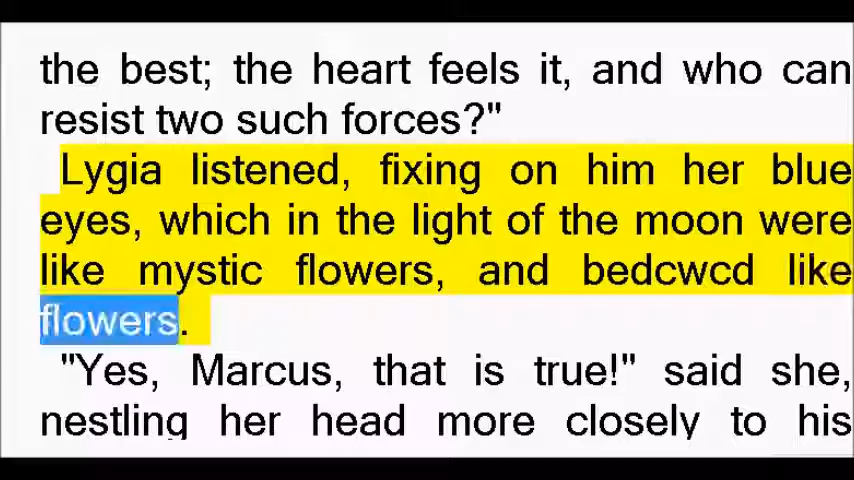 the best; the heart feels it, and who can
resist two such forces?"
Lygia listened, fixing on him her blue
eyes, which in the light of the moon were
like mystic flowers, and bedcwcd like
flowers.
"Yes, Marcus, that is true!" said she,
nestling her head more closely to his